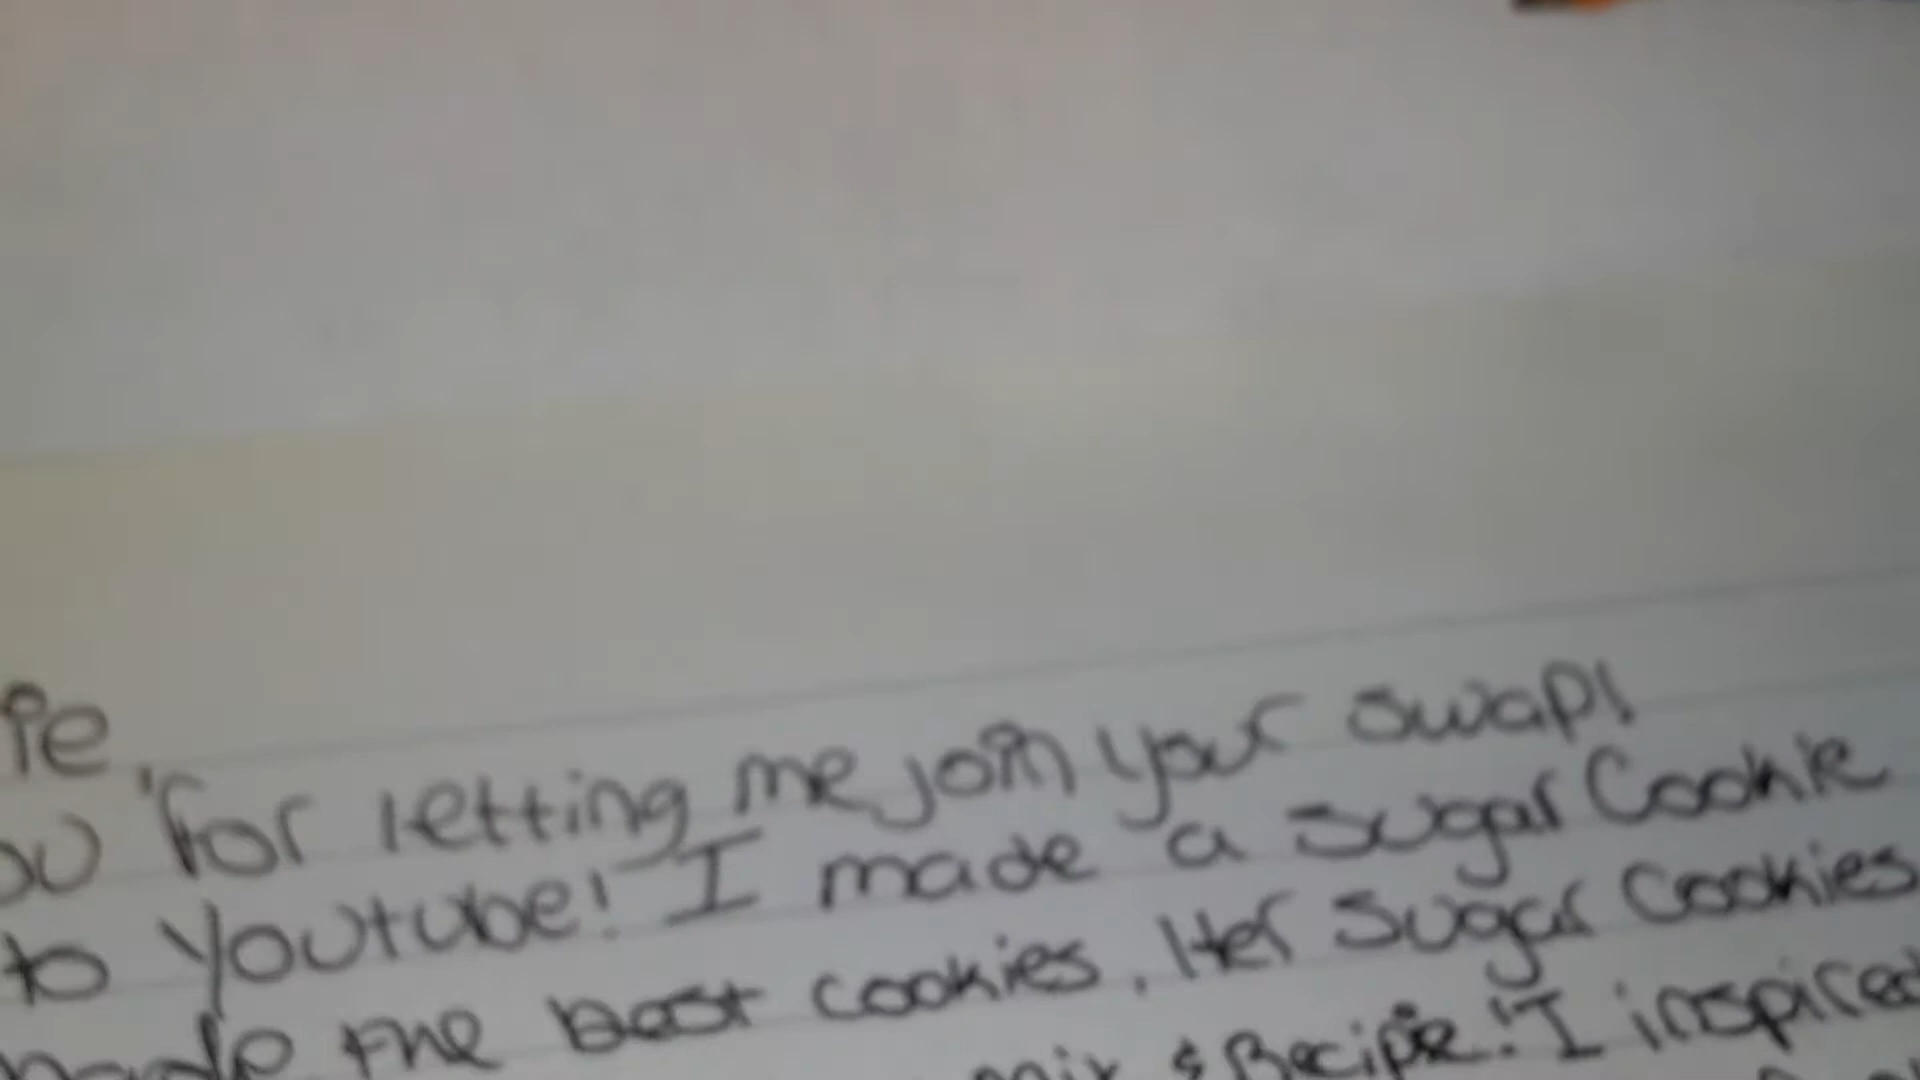 ie,
ou for letting me join your swap!
to Youtube! I made a Sugar Cookie
made the best cookies. Her Sugar Cookies
mix & Recipie! I inspired